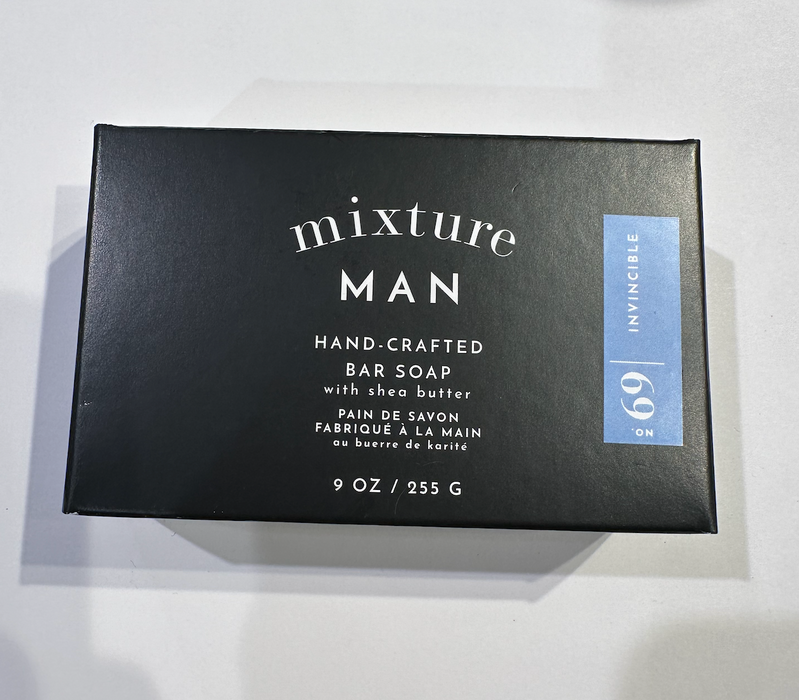 mixture
MAN
HAND-CRAFTED
BAR SOAP
with shea butter
PAIN DE SAVON
FABRIQUÉ À LA MAIN
au buerre de karité
9 OZ / 255 G
NO.
69
INVINCIBLE